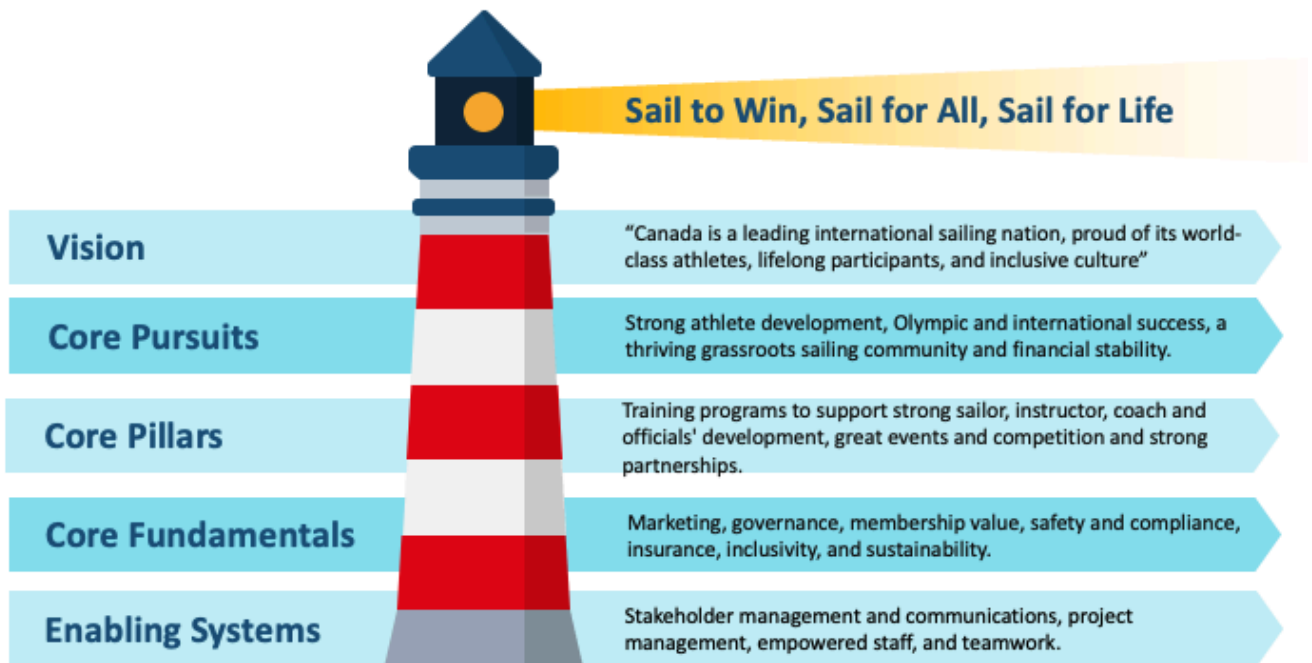 Sail to Win, Sail for All, Sail for Life
Vision
“Canada is a leading international sailing nation, proud of its world-
class athletes, lifelong participants, and inclusive culture”
Core Pursuits
Strong athlete development, Olympic and international success, a
thriving grassroots sailing community and financial stability.
Core Pillars
Training programs to support strong sailor, instructor, coach and
officials' development, great events and competition and strong
partnerships.
Core Fundamentals
Marketing, governance, membership value, safety and compliance,
insurance, inclusivity, and sustainability.
Enabling Systems
Stakeholder management and communications, project
management, empowered staff, and teamwork.